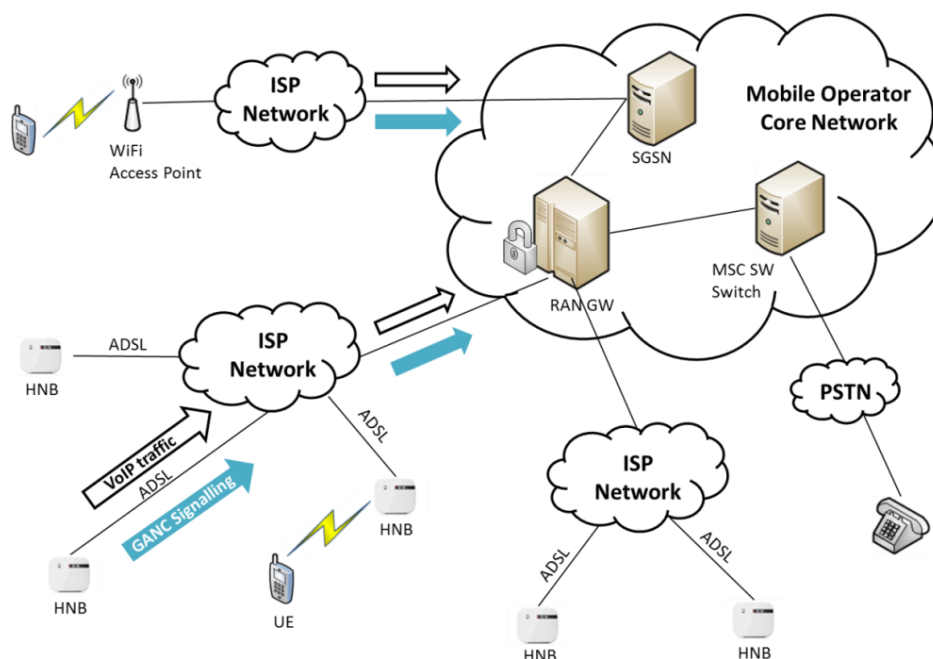 ISP
Network
WiFi
Access Point
Mobile Operator
Core Network
SGSN
MSC SW
Switch
RAN GW
ISP
Network
ADSL
HNB
ADSL
VoIP traffic
ADSL
GANC Signalling
HNB
HNB
UE
PSTN
ISP
Network
ADSL
ADSL
HNB
HNB